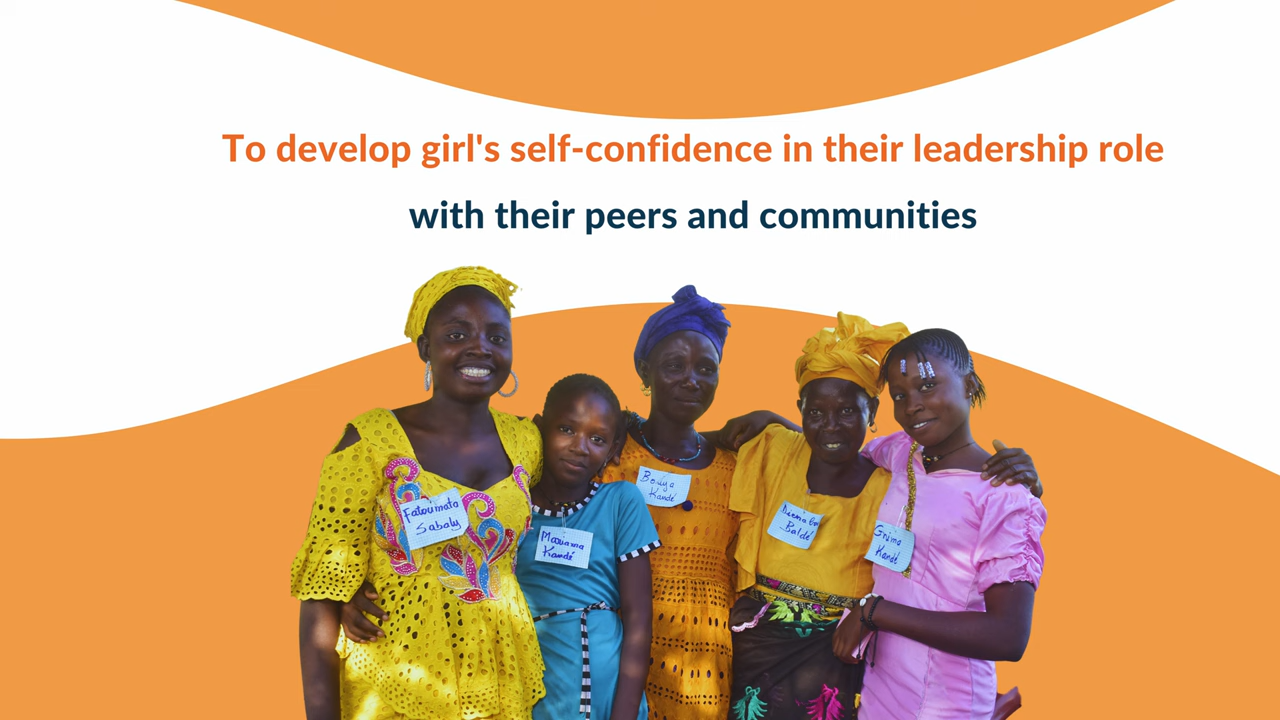 To develop girl's self-confidence in their leadership role
with their peers and communities
Fatoumata
Sabaly
Mariama
Kandé
Kandé
Baldé
Kandé